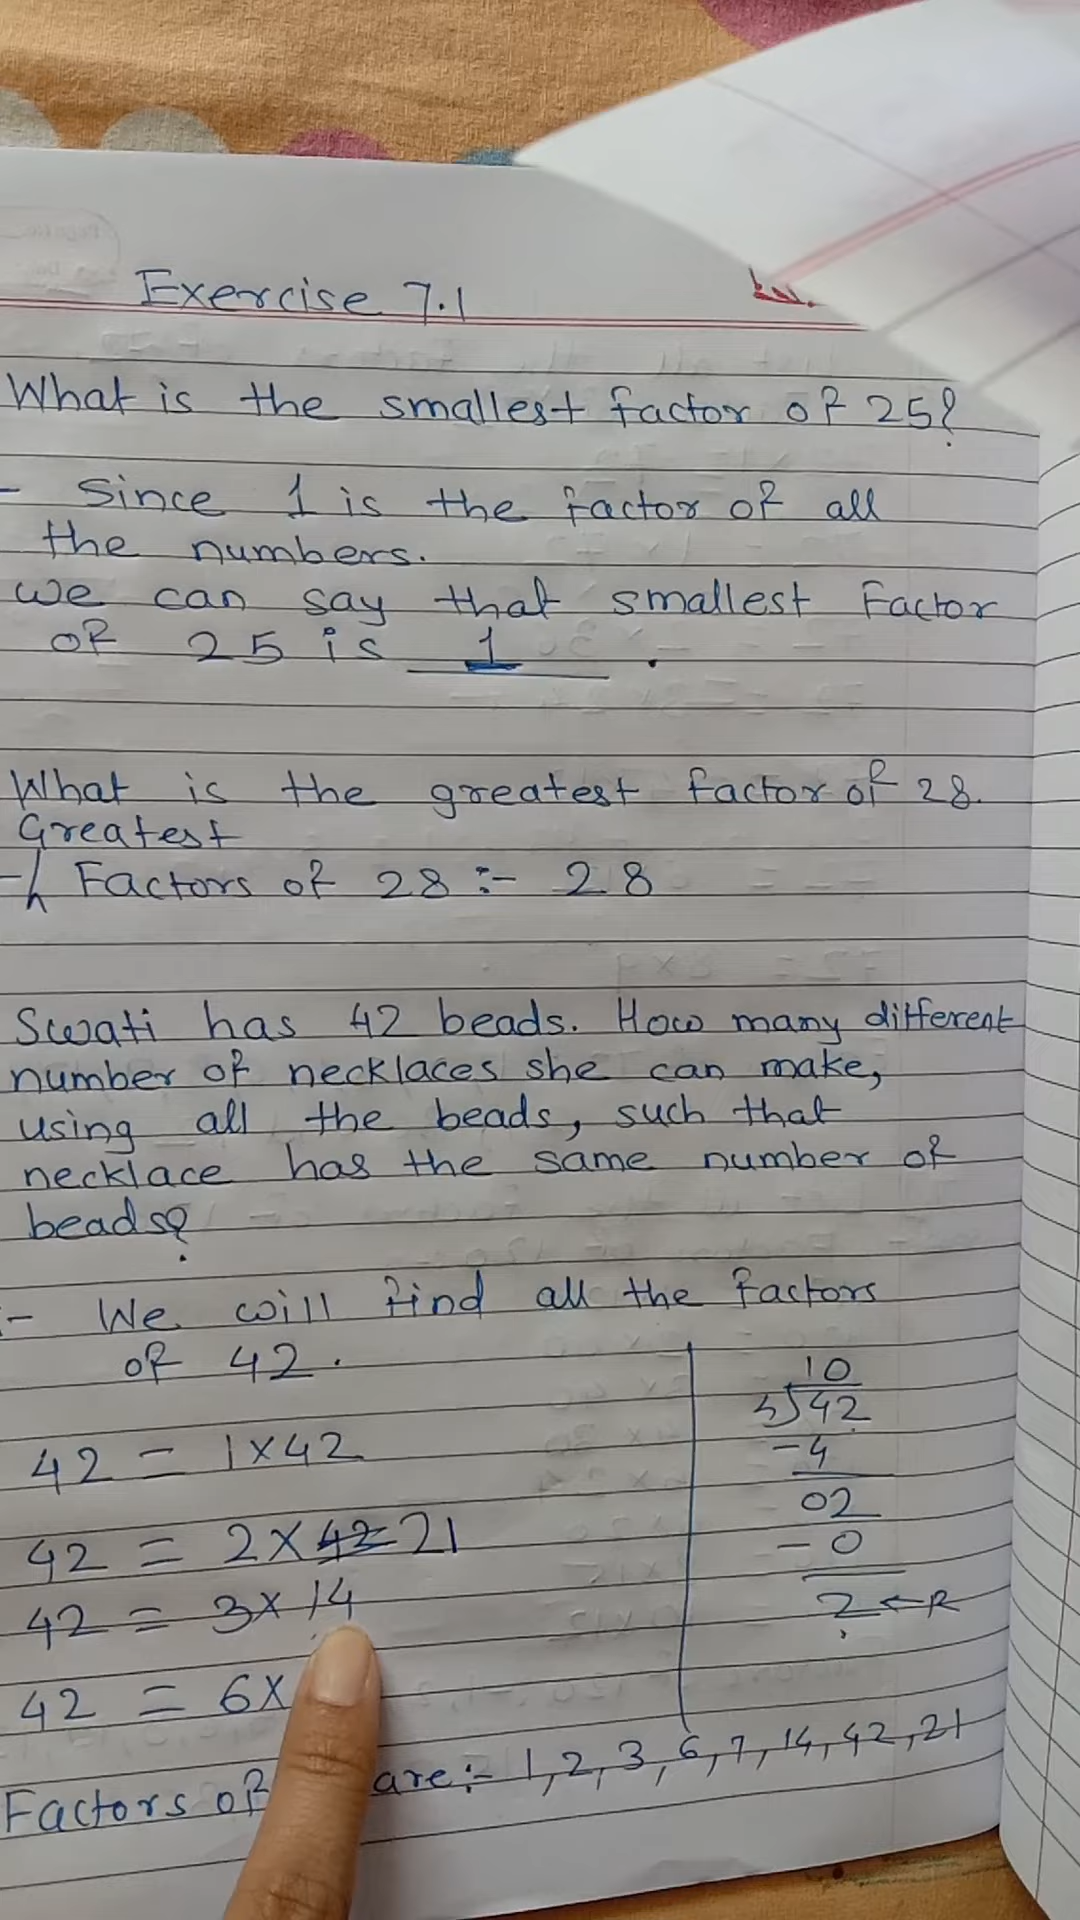 Exercise 7.1
What is the smallest factor of 25?
- Since 1 is the factor of all
the numbers.
we can say that smallest Factor
of 25 is 1.
What is the greatest factor of 28.
Greatest
Factors of 28 :- 28
Swati has 42 beads. How many different
number of necklaces she can make,
using all the beads, such that
necklace has the same number of
beads?
:- We will find all the factors
of 42.
42 = 1×42
42 = 2×42 21
42 = 3×14
42 = 6×
10
42
-4
02
-0
2 ←R
Factors of are:- 1,2,3,6,7,14,42,21